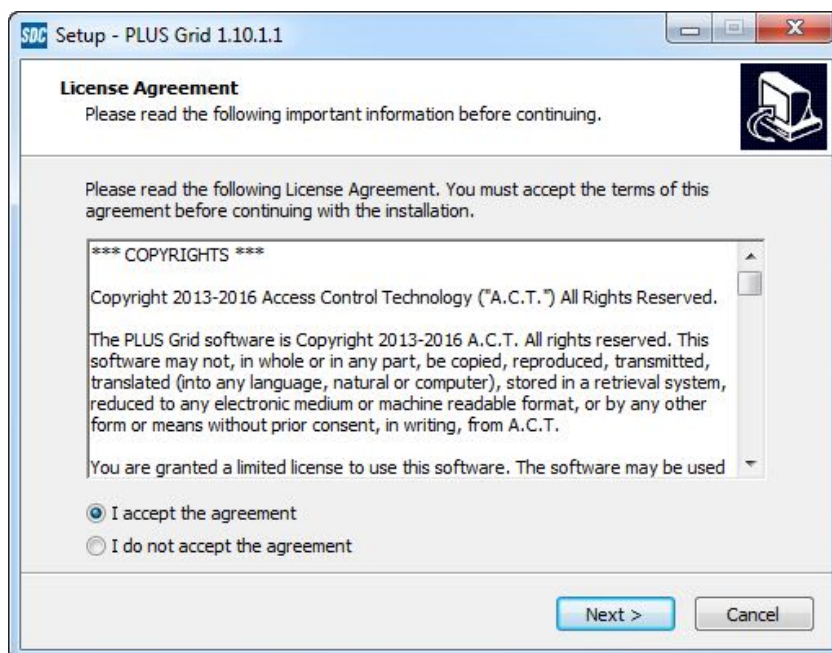 SDC Setup - PLUS Grid 1.10.1.1
License Agreement
Please read the following important information before continuing.
Please read the following License Agreement. You must accept the terms of this
agreement before continuing with the installation.
*** COPYRIGHTS ***
Copyright 2013-2016 Access Control Technology ("A.C.T.") All Rights Reserved.
The PLUS Grid software is Copyright 2013-2016 A.C.T. All rights reserved. This
software may not, in whole or in any part, be copied, reproduced, transmitted,
translated (into any language, natural or computer), stored in a retrieval system,
reduced to any electronic medium or machine readable format, or by any other
form or means without prior consent, in writing, from A.C.T.
You are granted a limited license to use this software. The software may be used
I accept the agreement
I do not accept the agreement
Next >
Cancel